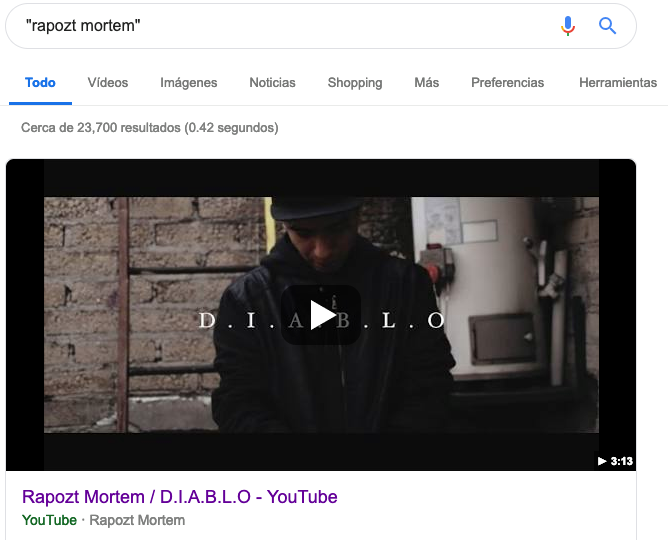 "rapozt mortem"
Todo Vídeos Imágenes Noticias Shopping Más Preferencias Herramientas
Cerca de 23,700 resultados (0.42 segundos)
D . I . A . B . L . O
3:13
Rapozt Mortem / D.I.A.B.L.O - YouTube
YouTube · Rapozt Mortem